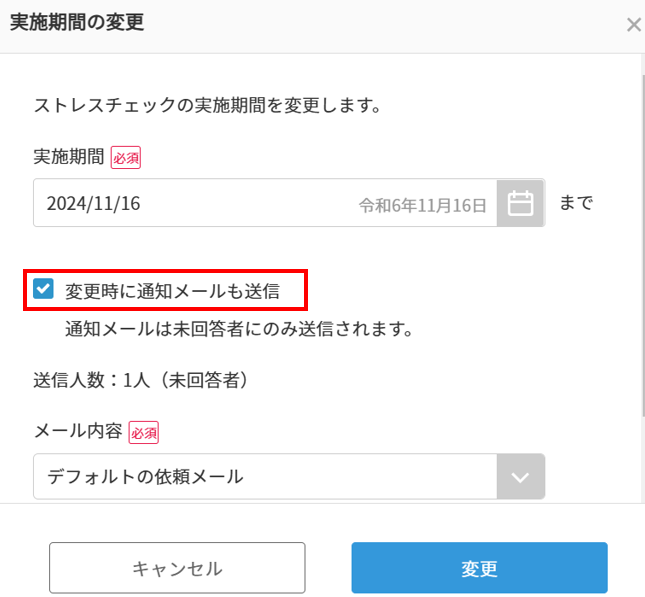 実施期間の変更
ストレスチェックの実施期間を変更します。
実施期間 必須
2024/11/16 令和6年11月16日 まで
変更時に通知メールも送信
通知メールは未回答者にのみ送信されます。
送信人数：1人（未回答者）
メール内容 必須
デフォルトの依頼メール
キャンセル 変更